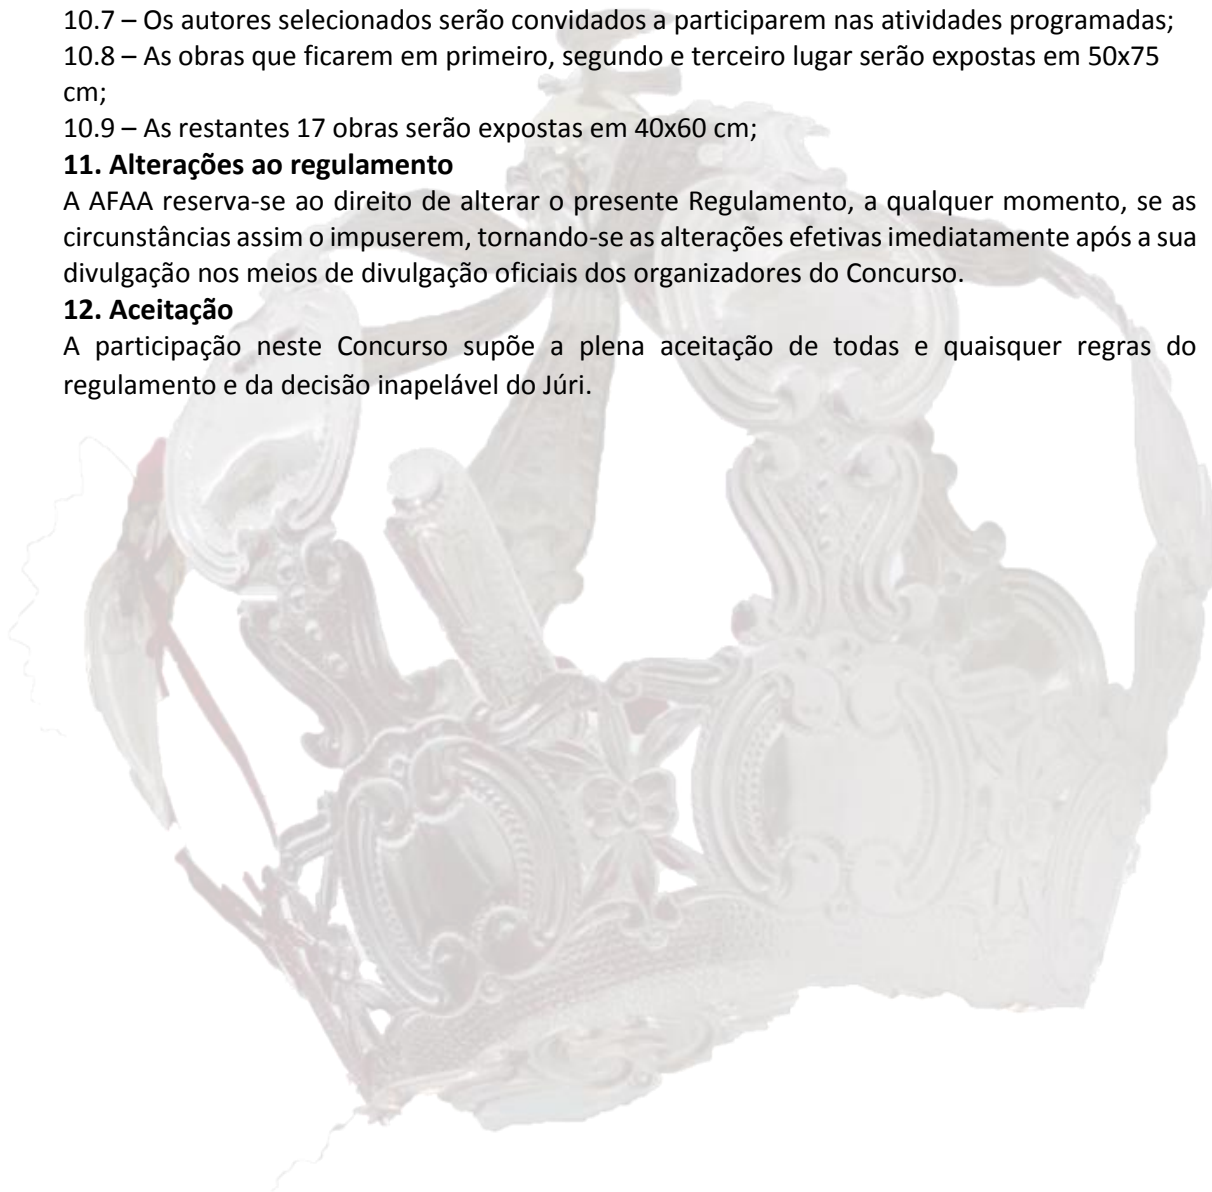 10.7 – Os autores selecionados serão convidados a participarem nas atividades programadas;
10.8 – As obras que ficarem em primeiro, segundo e terceiro lugar serão expostas em 50x75
cm;
10.9 – As restantes 17 obras serão expostas em 40x60 cm;
11. Alterações ao regulamento
A AFAA reserva-se ao direito de alterar o presente Regulamento, a qualquer momento, se as
circunstâncias assim o impuserem, tornando-se as alterações efetivas imediatamente após a sua
divulgação nos meios de divulgação oficiais dos organizadores do Concurso.
12. Aceitação
A participação neste Concurso supõe a plena aceitação de todas e quaisquer regras do
regulamento e da decisão inapelável do Júri.